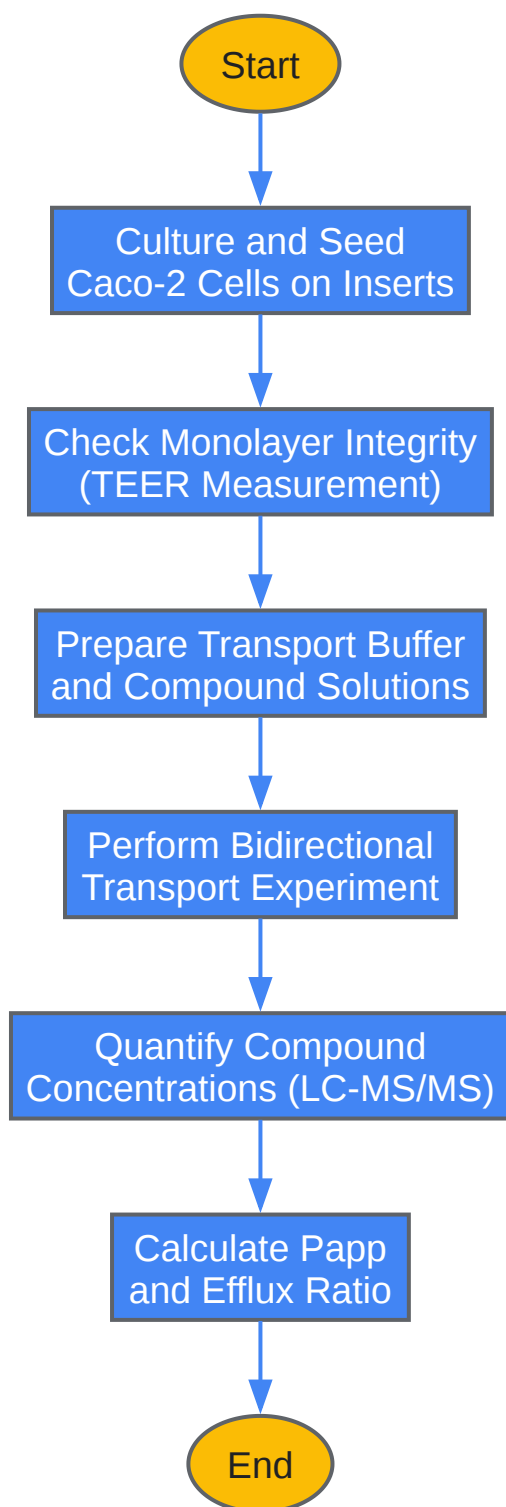 Start
Culture and Seed
Caco-2 Cells on Inserts
Check Monolayer Integrity
(TEER Measurement)
Prepare Transport Buffer
and Compound Solutions
Perform Bidirectional
Transport Experiment
Quantify Compound
Concentrations (LC-MS/MS)
Calculate Papp
and Efflux Ratio
End